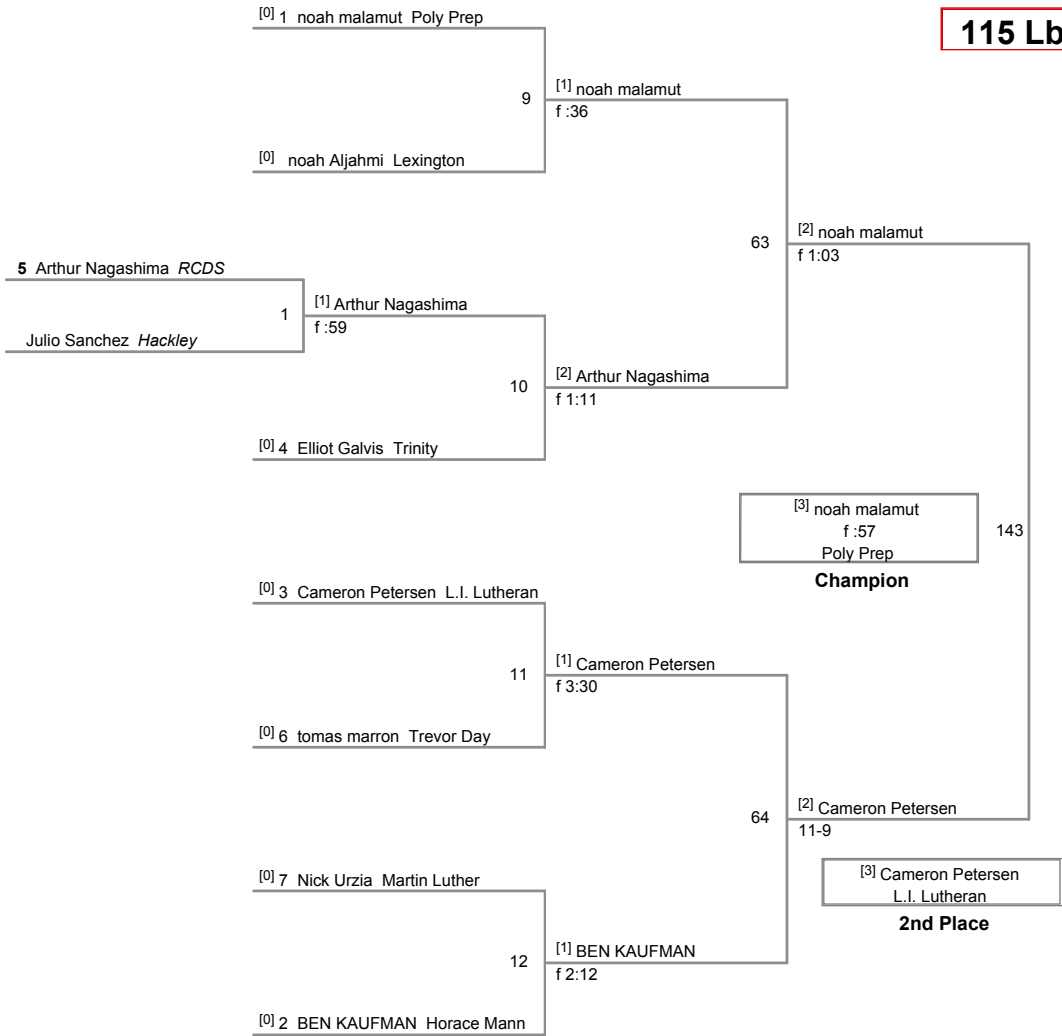 [0] 1 noah malamut Poly Prep
115 Lb
9
[1] noah malamut
f :36
[0] noah Aljahmi Lexington
63
[2] noah malamut
f 1:03
5 Arthur Nagashima RCDS
1
[1] Arthur Nagashima
f :59
Julio Sanchez Hackley
10
[2] Arthur Nagashima
f 1:11
[0] 4 Elliot Galvis Trinity
[3] noah malamut
f :57
Poly Prep
143
Champion
[0] 3 Cameron Petersen L.I. Lutheran
11
[1] Cameron Petersen
f 3:30
[0] 6 tomas marron Trevor Day
64
[2] Cameron Petersen
11-9
[0] 7 Nick Urzia Martin Luther
[3] Cameron Petersen
L.I. Lutheran
2nd Place
12
[1] BEN KAUFMAN
f 2:12
[0] 2 BEN KAUFMAN Horace Mann